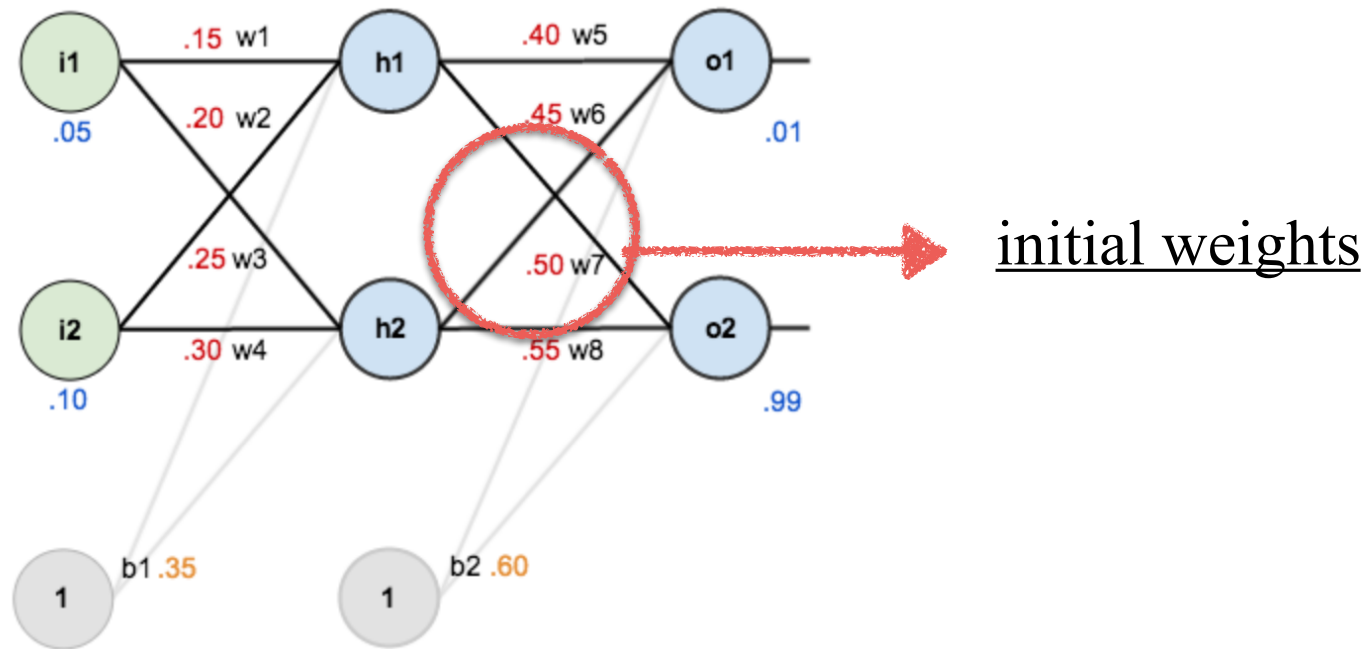 i1 .15 w1 h1 .40 w5 o1
.05 .20 w2 .45 w6 .01
initial weights
.25 w3 .50 w7
i2 .30 w4 h2 .55 w8 o2
.10 .99
b1 .35 b2 .60
1 1